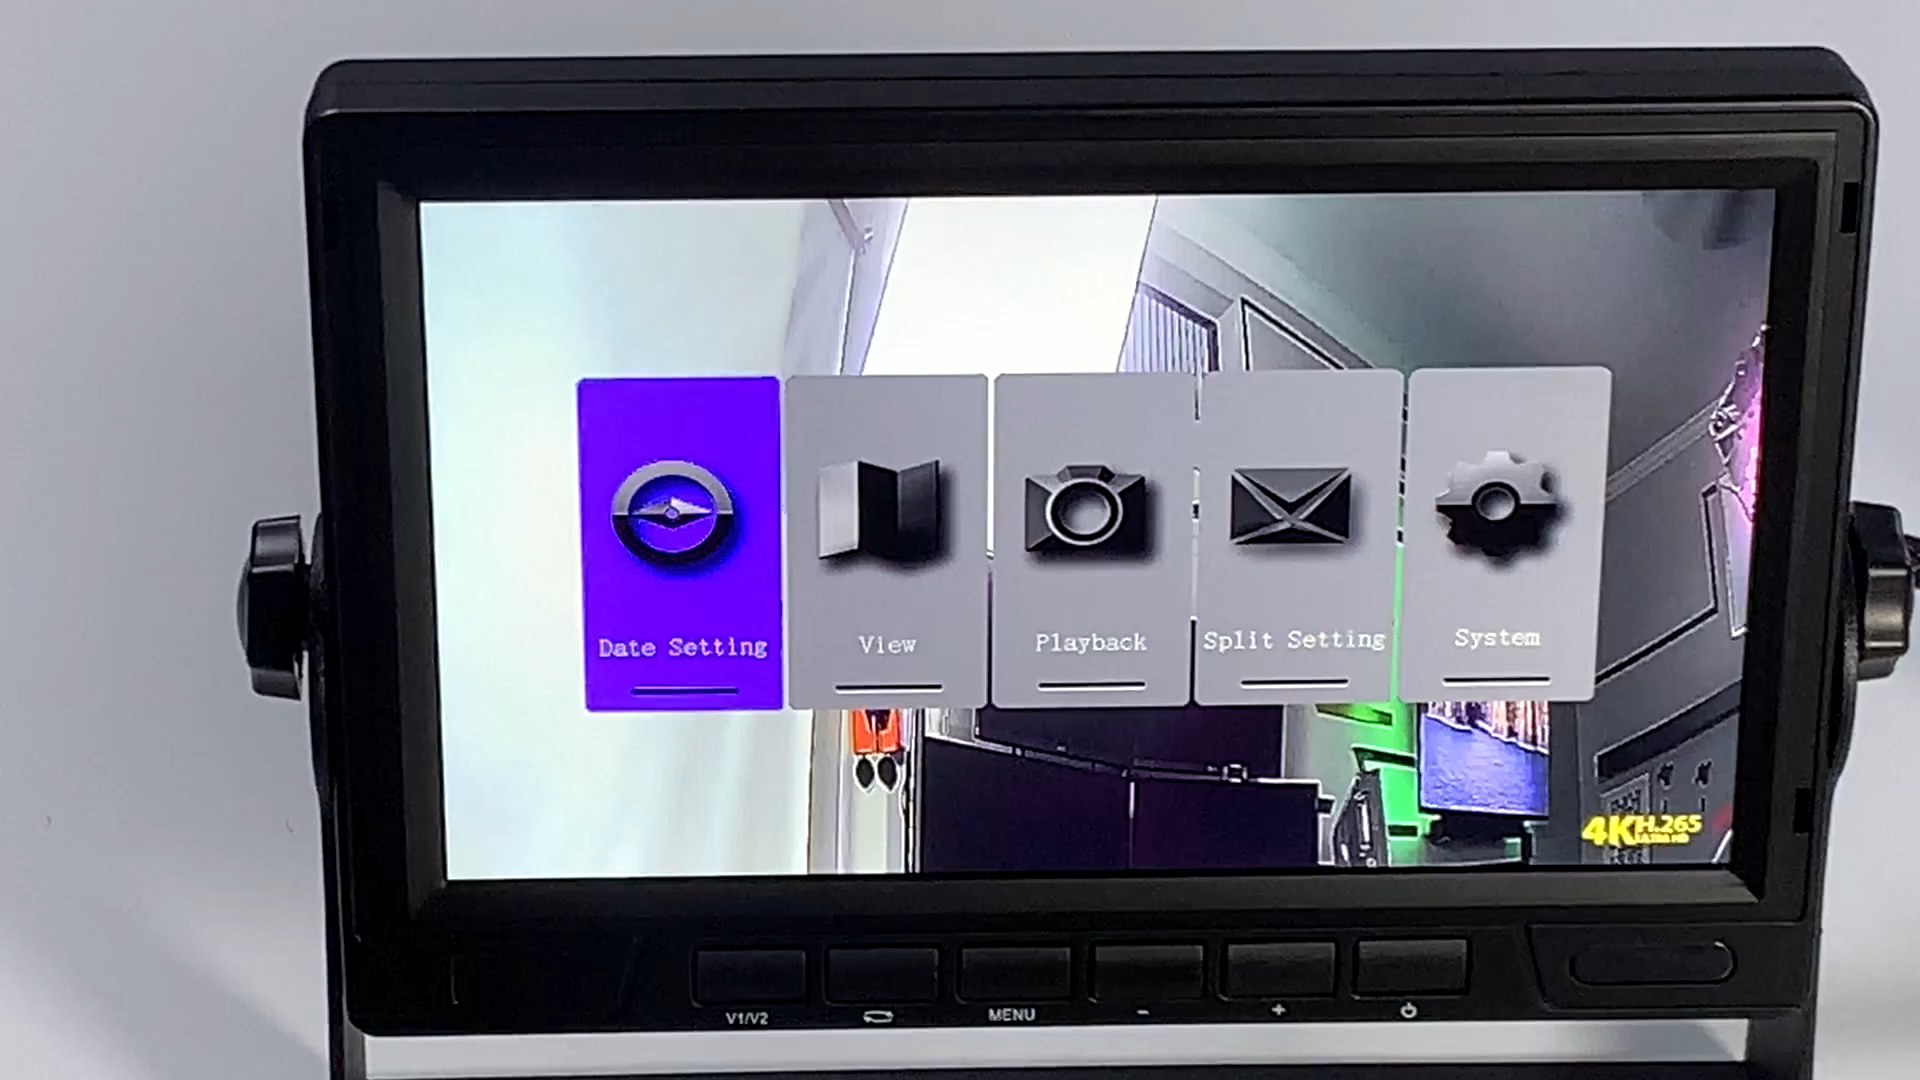 Date Setting
View
Playback
Split Setting
System
4K H.265
ULTRA HD
V1/V2
MENU
-
+